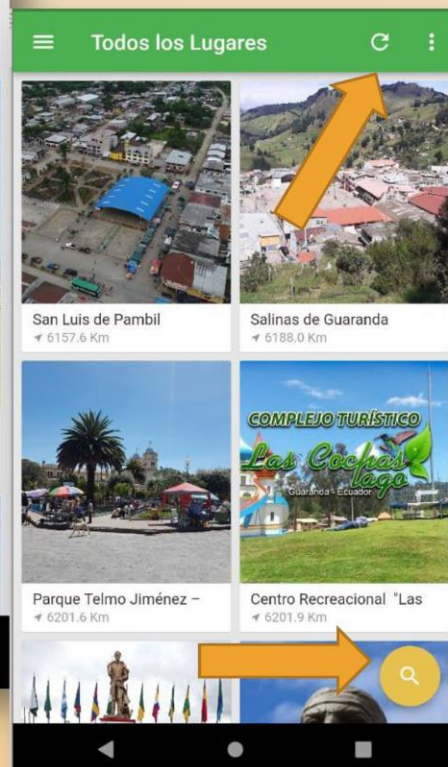 Todos los Lugares
San Luis de Pambil
6157.6 Km
Salinas de Guaranda
6188.0 Km
COMPLEJO TURÍSTICO
Las Cochas
lago
Guaranda - Ecuador
Parque Telmo Jiménez –
6201.6 Km
Centro Recreacional "Las
6201.9 Km